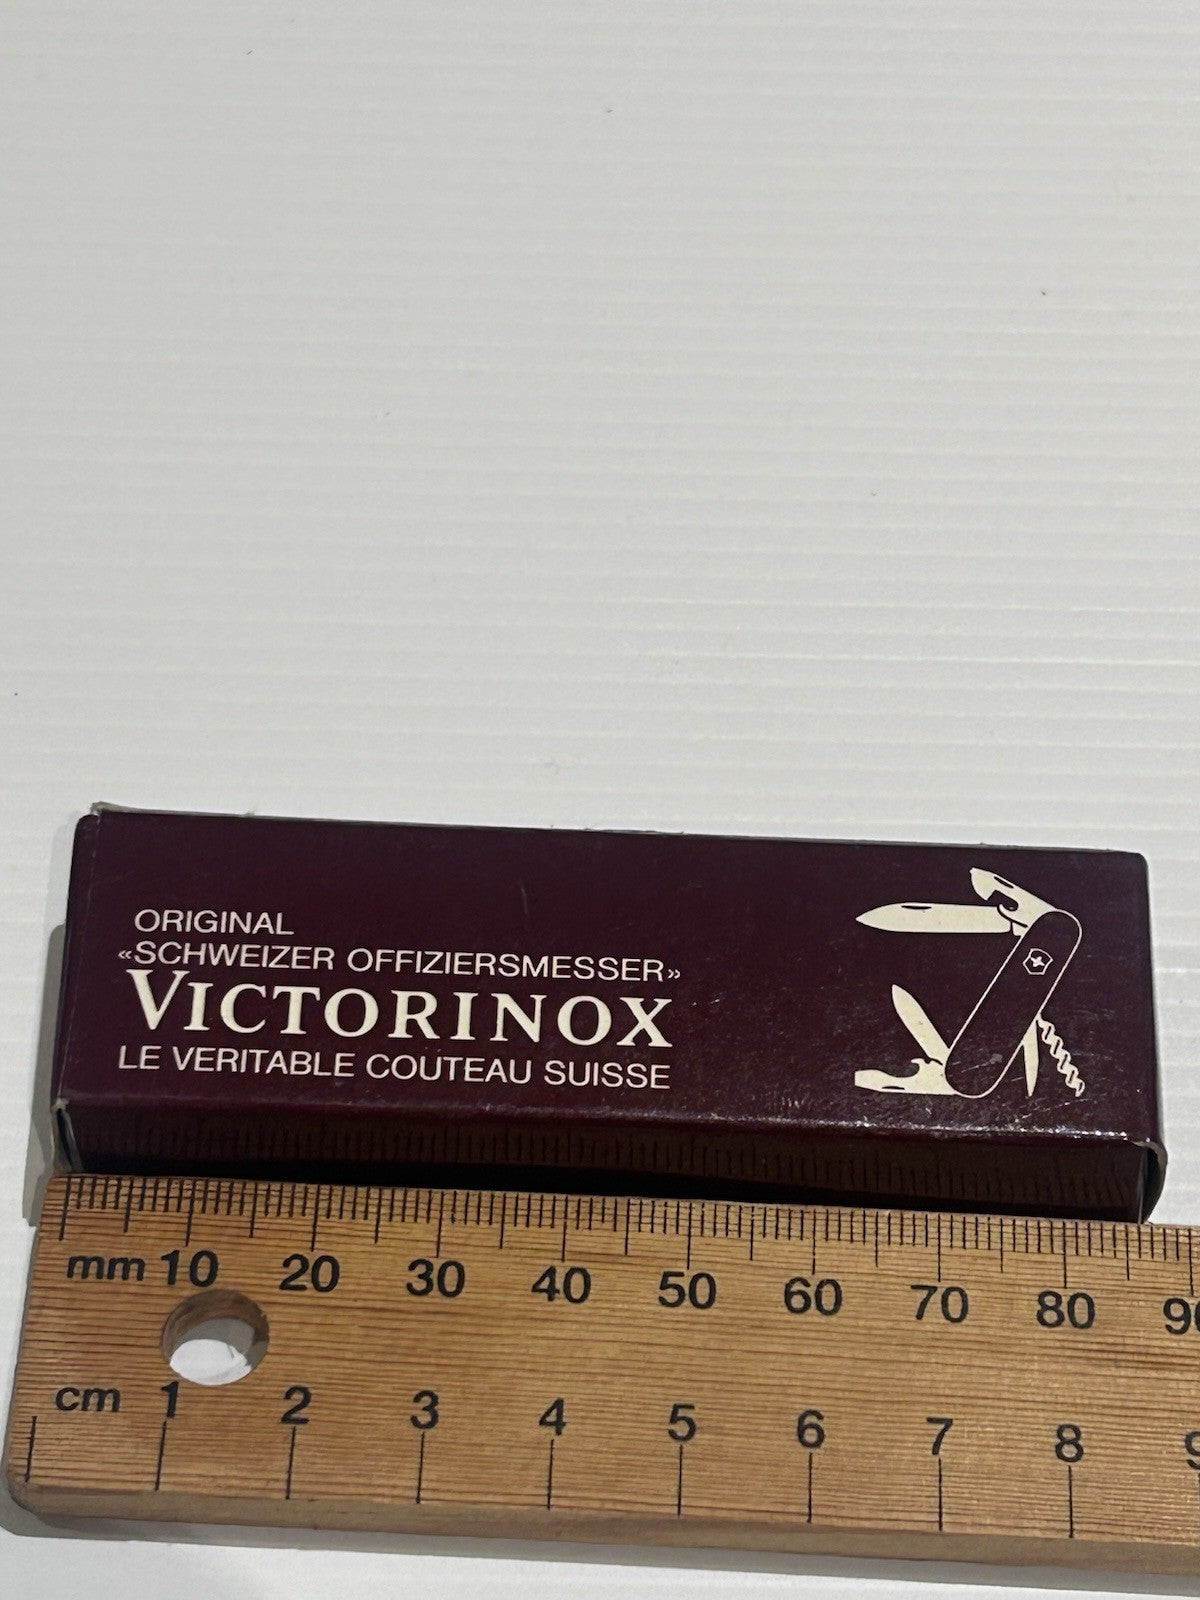 ORIGINAL
«SCHWEIZER OFFIZIERSMESSER»
VICTORINOX
LE VERITABLE COUTEAU SUISSE
mm 10 20 30 40 50 60 70 80 90
cm 1 2 3 4 5 6 7 8 9